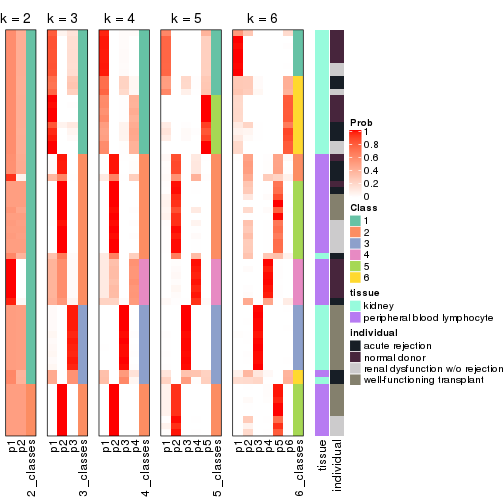 k = 2 k = 3 k = 4 k = 5 k = 6
Prob
1
0.8
0.6
0.4
0.2
0
Class
1
2
3
4
5
6
tissue
kidney
peripheral blood lymphocyte
individual
acute rejection
normal donor
renal dysfunction w/o rejection
well-functioning transplant
p1
p2
2_classes
p1
p2
p3
3_classes
p1
p2
p3
p4
4_classes
p1
p2
p3
p4
p5
5_classes
p1
p2
p3
p4
p5
p6
6_classes
tissue
individual